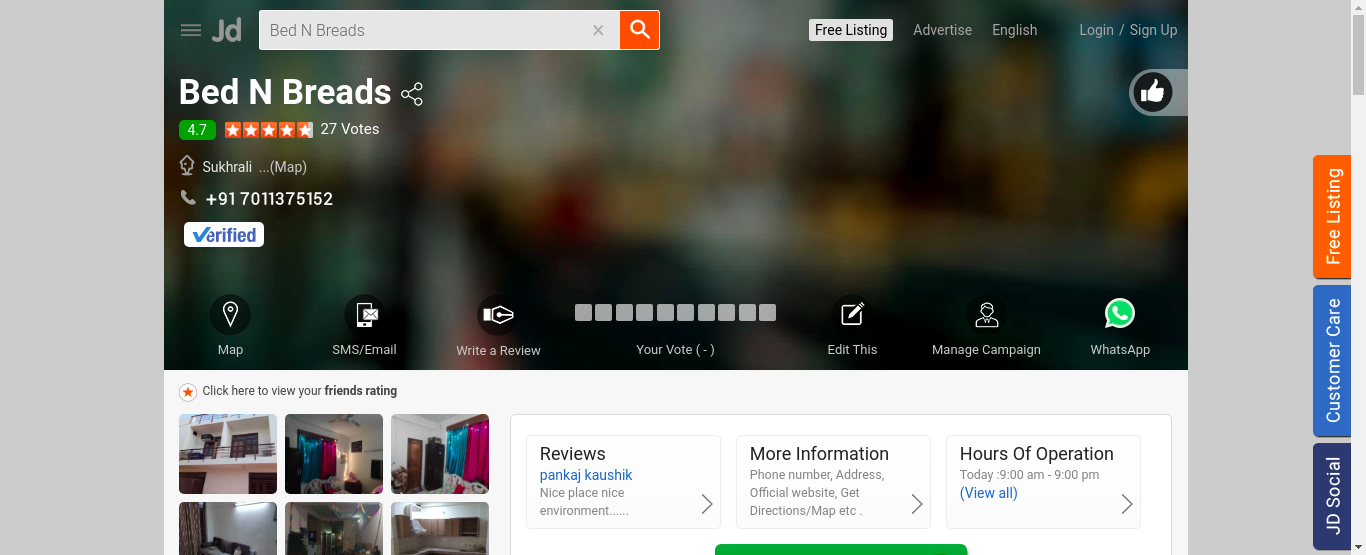 Jd
Bed N Breads
Free Listing
Advertise
English
Login / Sign Up
Bed N Breads
4.7
27 Votes
Sukhrali ...(Map)
+91 7011375152
Verified
Map
SMS/Email
Write a Review
Your Vote ( - )
Edit This
Manage Campaign
WhatsApp
Free Listing
Customer Care
JD Social
Click here to view your friends rating
Reviews
pankaj kaushik
Nice place nice
environment......
More Information
Phone number, Address,
Official website, Get
Directions/Map etc .
Hours Of Operation
Today :9:00 am - 9:00 pm
(View all)